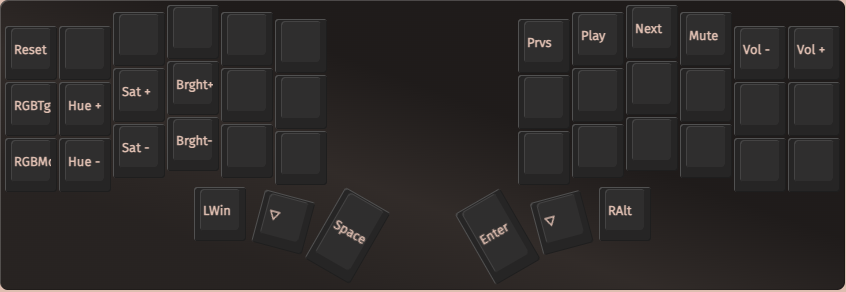 Reset
Prvs
Play
Next
Mute
Vol -
Vol +
RGBTg
Hue +
Sat +
Brght+
RGBMo
Hue -
Sat -
Brght-
LWin
▽
Space
Enter
▽
RAlt